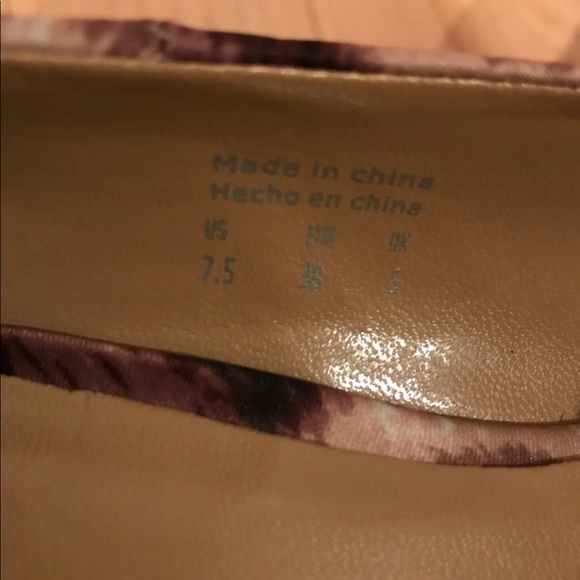 Made in china
Hecho en china
US EUR UK
7.5 38 5